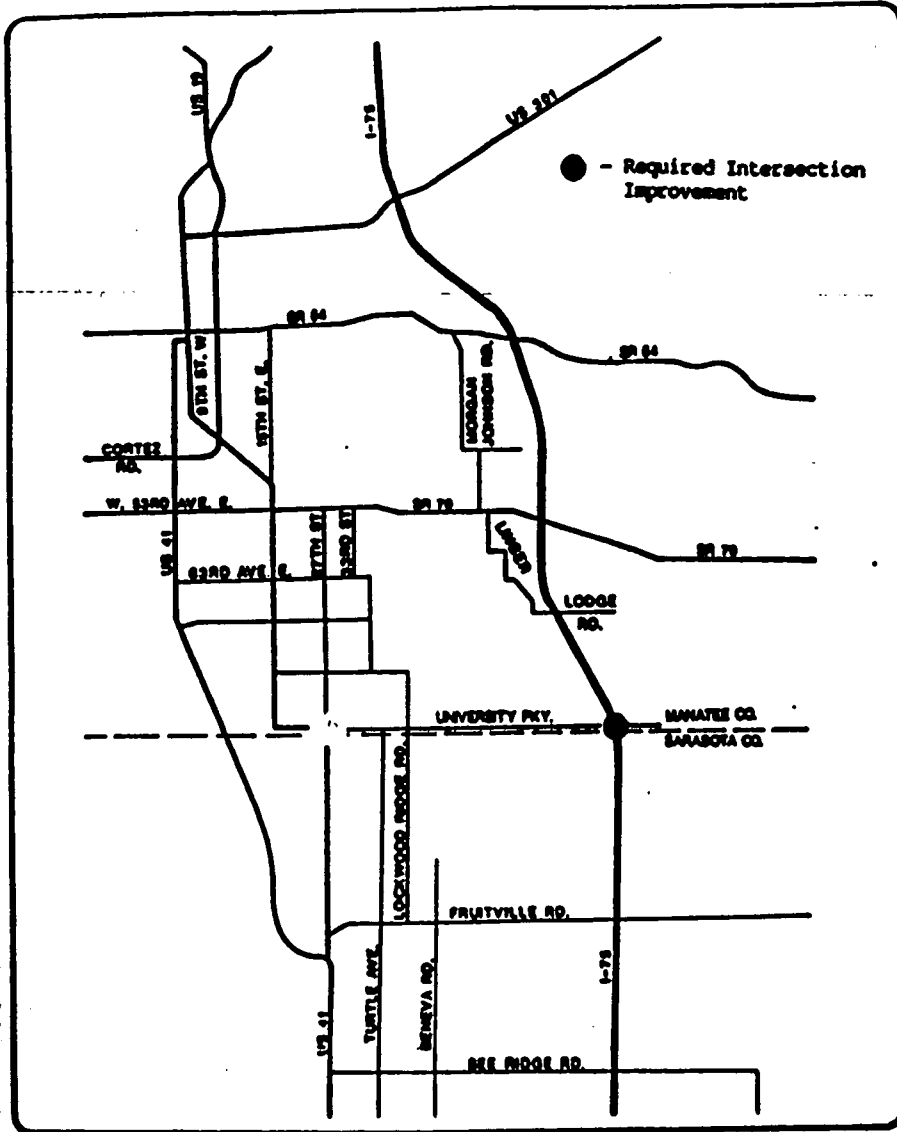 US 19
I-75
US 301
- Required Intersection
Improvement
SR 64
SR 64
9TH ST. W.
15TH ST. E.
MORGAN
JOHNSON RD.
CORTEZ
RD.
W. 53RD AVE. E.
SR 70
US 41
27TH ST.
33RD ST.
LINGER
SR 70
63RD AVE. E.
LODGE
RD.
UNIVERSITY PKY.
MANATEE CO.
SARASOTA CO.
LOCKWOOD RIDGE RD.
FRUITVILLE RD.
I-75
US 41
TUTTLE AVE.
BENEVA RD.
BEE RIDGE RD.